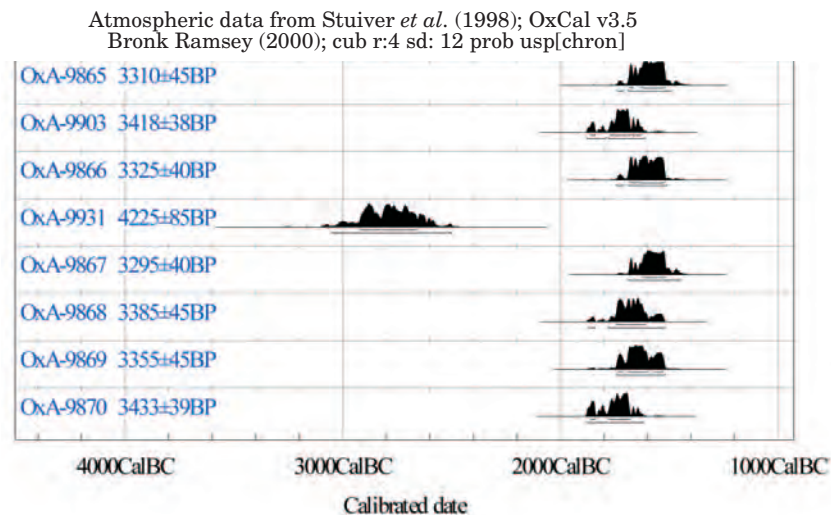 Atmospheric data from Stuiver et al. (1998); OxCal v3.5
Bronk Ramsey (2000); cub r:4 sd: 12 prob usp[chron]
OxA-9865 3310±45BP
OxA-9903 3418±38BP
OxA-9866 3325±40BP
OxA-9931 4225±85BP
OxA-9867 3295±40BP
OxA-9868 3385±45BP
OxA-9869 3355±45BP
OxA-9870 3433±39BP
4000CalBC 3000CalBC 2000CalBC 1000CalBC
Calibrated date